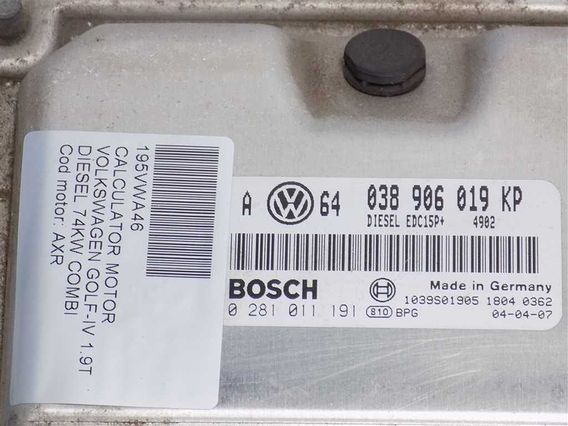 195VWA46
CALCULATOR MOTOR
VOLKSWAGEN GOLF-IV 1.9T
DIESEL 74KW COMBI
Cod motor: AXR
A 64 038 906 019 KP
DIESEL EDC15P+ 4902
Made in Germany
BOSCH 1039S01905 1804 0362
0 281 011 191 810 BPG 04-04-07